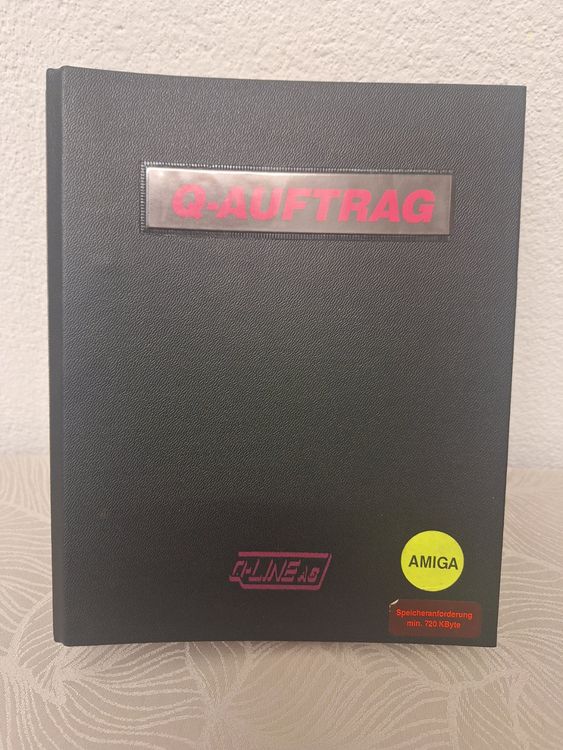 Q-AUFTRAG
Q-LINE AG
AMIGA
Speicheranforderung
min. 720 KByte